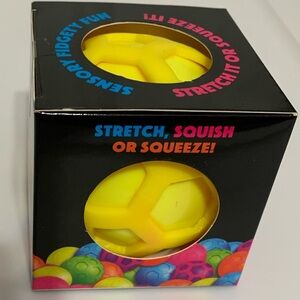 SENSORY FIDGETY FUN
STRETCH IT OR SQUEEZE IT!
STRETCH, SQUISH
OR SQUEEZE!